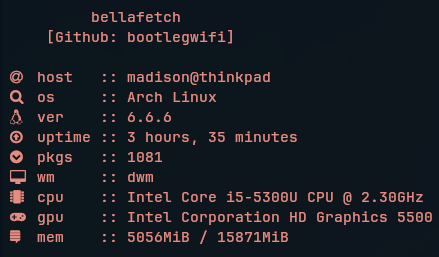 bellafetch
[Github: bootlegwifi]
host :: madison@thinkpad
os :: Arch Linux
ver :: 6.6.6
uptime :: 3 hours, 35 minutes
pkgs :: 1081
wm :: dwm
cpu :: Intel Core i5-5300U CPU @ 2.30GHz
gpu :: Intel Corporation HD Graphics 5500
mem :: 5056MiB / 15871MiB